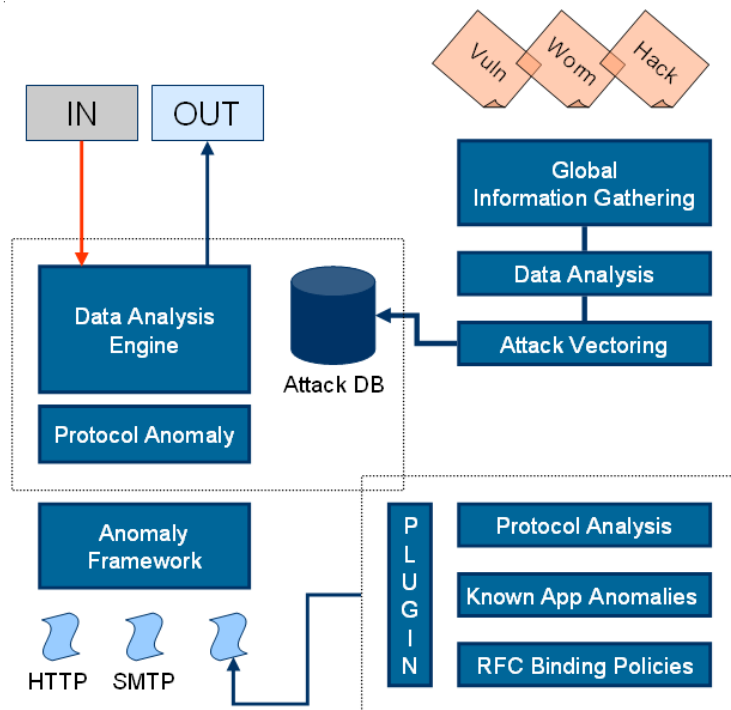 Vuln
Worm
Hack
IN
OUT
Global
Information Gathering
Data Analysis
Attack Vectoring
Data Analysis
Engine
Attack DB
Protocol Anomaly
Anomaly
Framework
HTTP
SMTP
PLUGIN
Protocol Analysis
Known App Anomalies
RFC Binding Policies